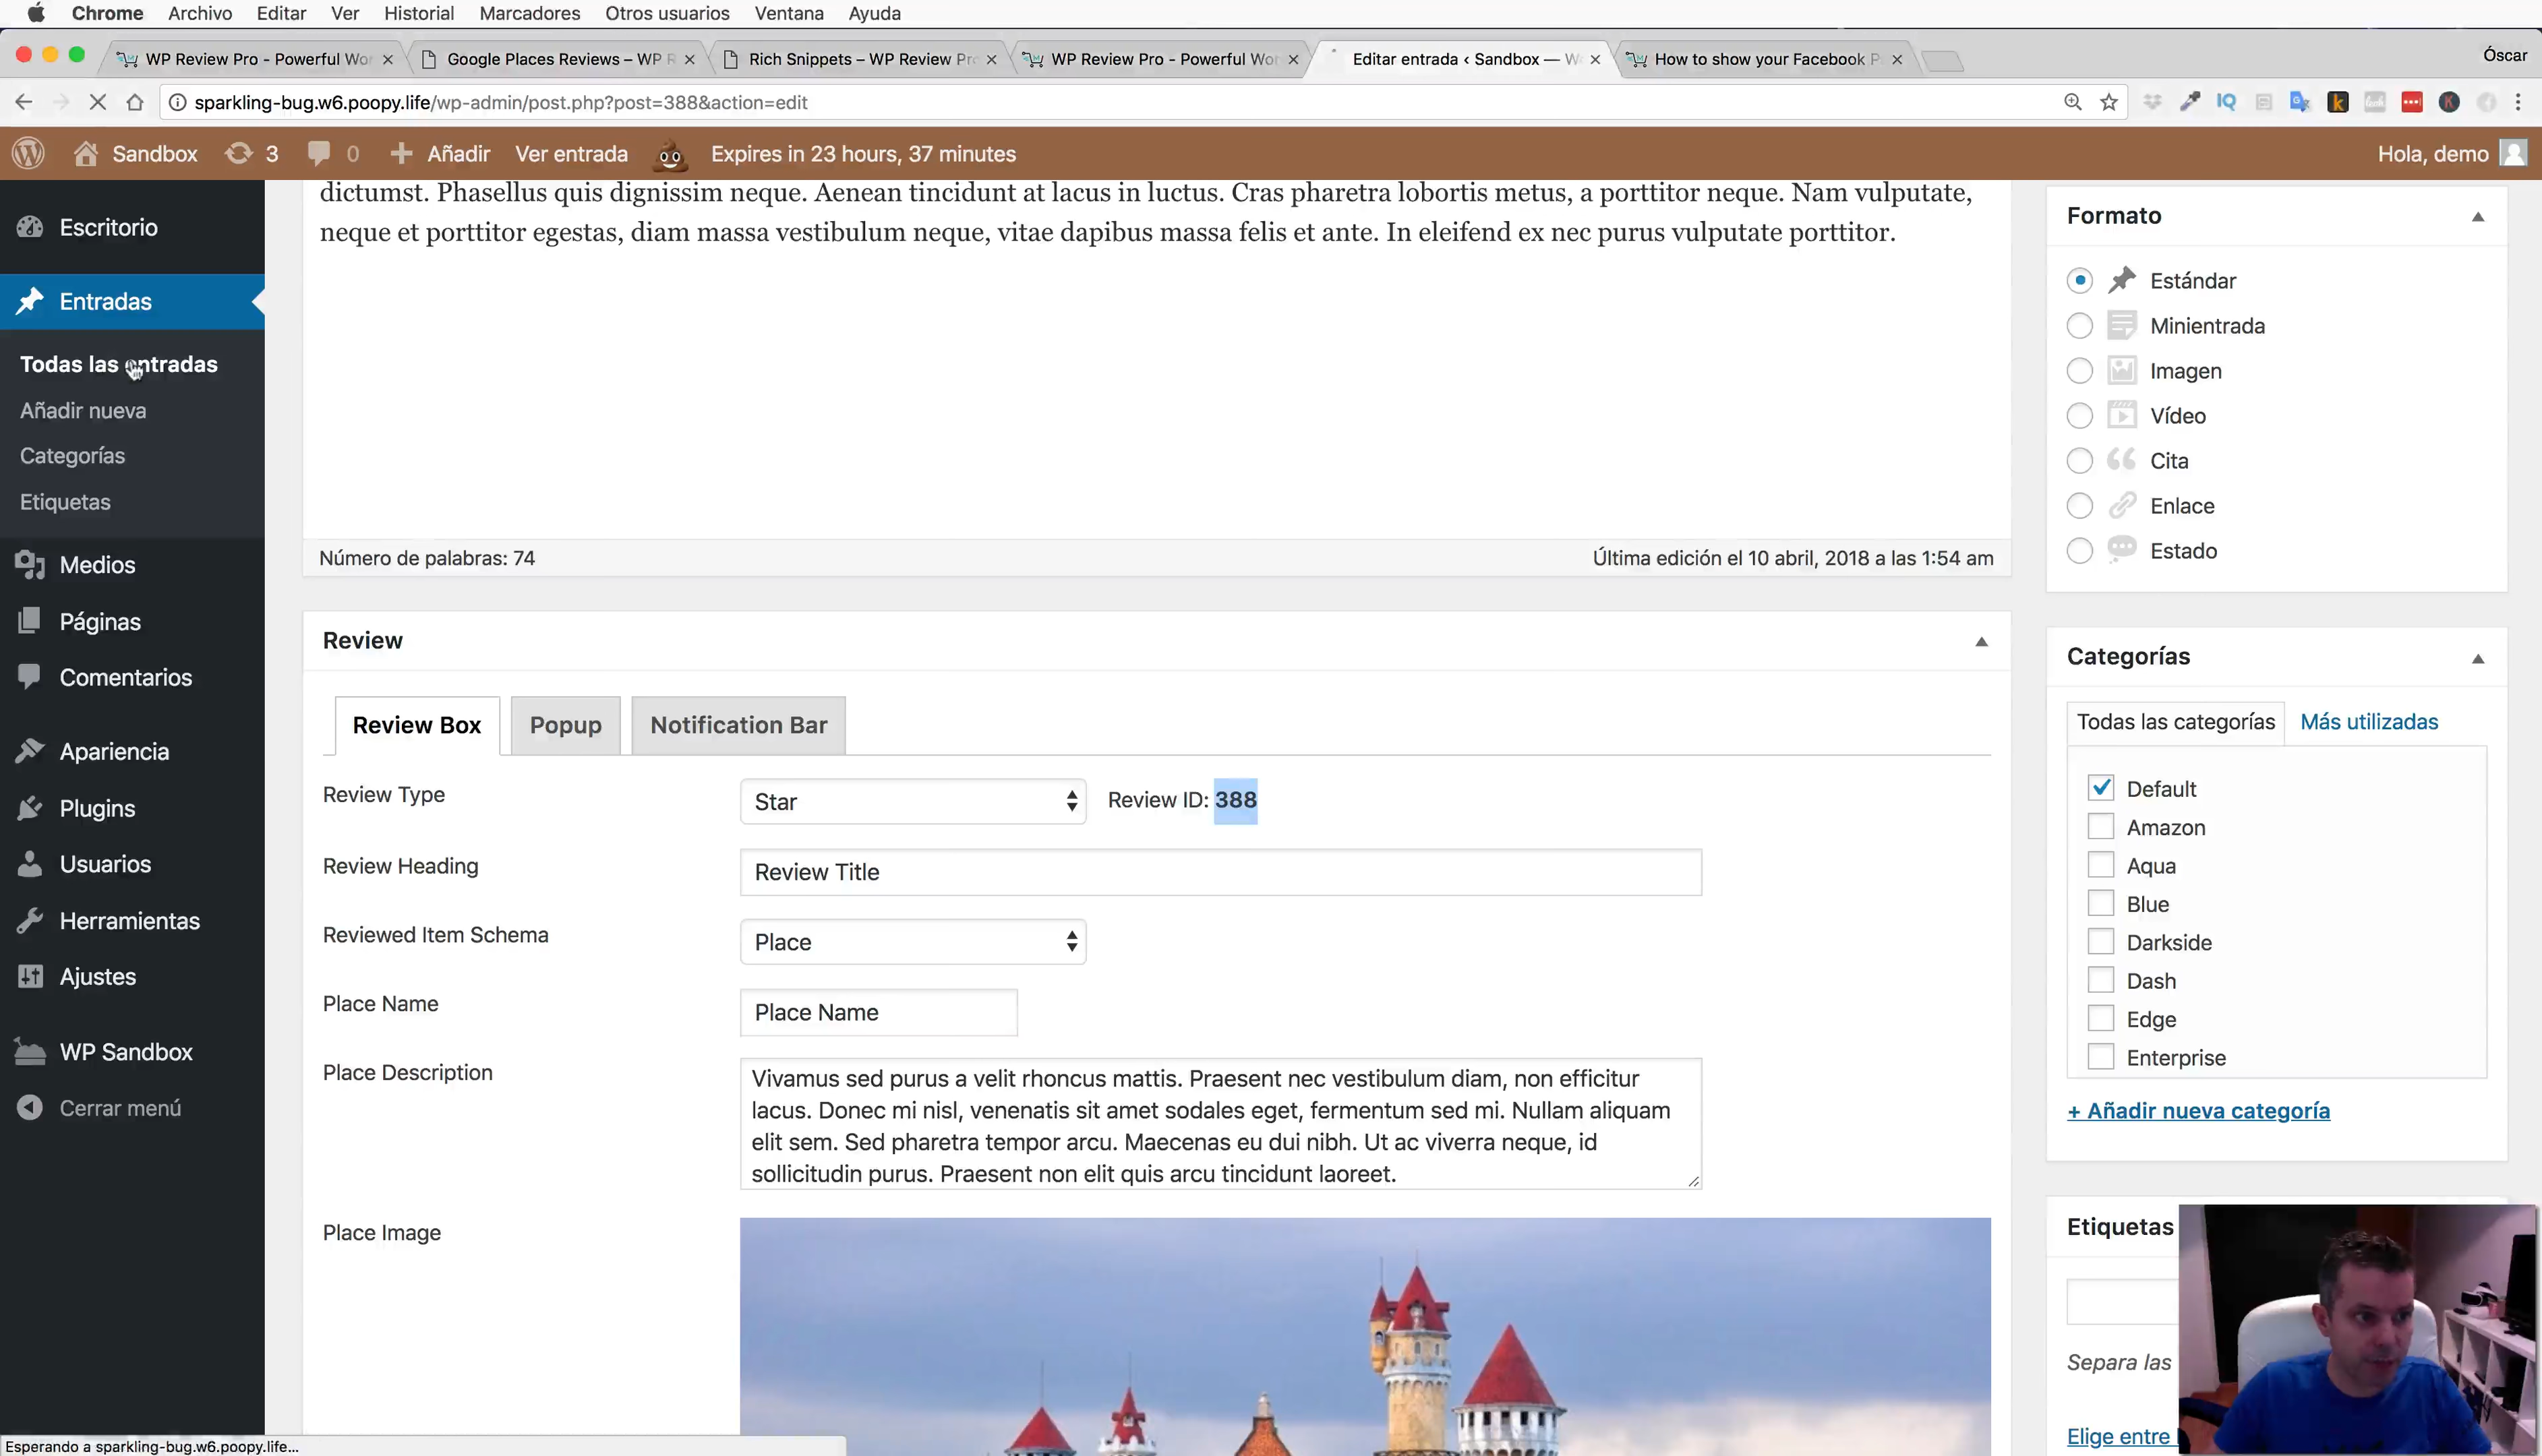 Chrome Archivo Editar Ver Historial Marcadores Otros usuarios Ventana Ayuda
WP Review Pro - Powerful Wor
Google Places Reviews – WP R
Rich Snippets – WP Review Pro
WP Review Pro - Powerful Wor
Editar entrada ‹ Sandbox — W
How to show your Facebook P
Óscar
sparkling-bug.w6.poopy.life/wp-admin/post.php?post=388&action=edit
Sandbox 3 0 Añadir Ver entrada Expires in 23 hours, 37 minutes
Hola, demo
Escritorio
Entradas
Todas las entradas
Añadir nueva
Categorías
Etiquetas
Medios
Páginas
Comentarios
Apariencia
Plugins
Usuarios
Herramientas
Ajustes
WP Sandbox
Cerrar menú
dictumst. Phasellus quis dignissim neque. Aenean tincidunt at lacus in luctus. Cras pharetra lobortis metus, a porttitor neque. Nam vulputate,
neque et porttitor egestas, diam massa vestibulum neque, vitae dapibus massa felis et ante. In eleifend ex nec purus vulputate porttitor.
Número de palabras: 74
Última edición el 10 abril, 2018 a las 1:54 am
Review
Review Box Popup Notification Bar
Review Type Star Review ID: 388
Review Heading Review Title
Reviewed Item Schema Place
Place Name Place Name
Place Description
Vivamus sed purus a velit rhoncus mattis. Praesent nec vestibulum diam, non efficitur
lacus. Donec mi nisl, venenatis sit amet sodales eget, fermentum sed mi. Nullam aliquam
elit sem. Sed pharetra tempor arcu. Maecenas eu dui nibh. Ut ac viverra neque, id
sollicitudin purus. Praesent non elit quis arcu tincidunt laoreet.
Place Image
Formato
Estándar
Minientrada
Imagen
Vídeo
Cita
Enlace
Estado
Categorías
Todas las categorías Más utilizadas
Default
Amazon
Aqua
Blue
Darkside
Dash
Edge
Enterprise
+ Añadir nueva categoría
Etiquetas
Separa las
Elige entre
Esperando a sparkling-bug.w6.poopy.life...